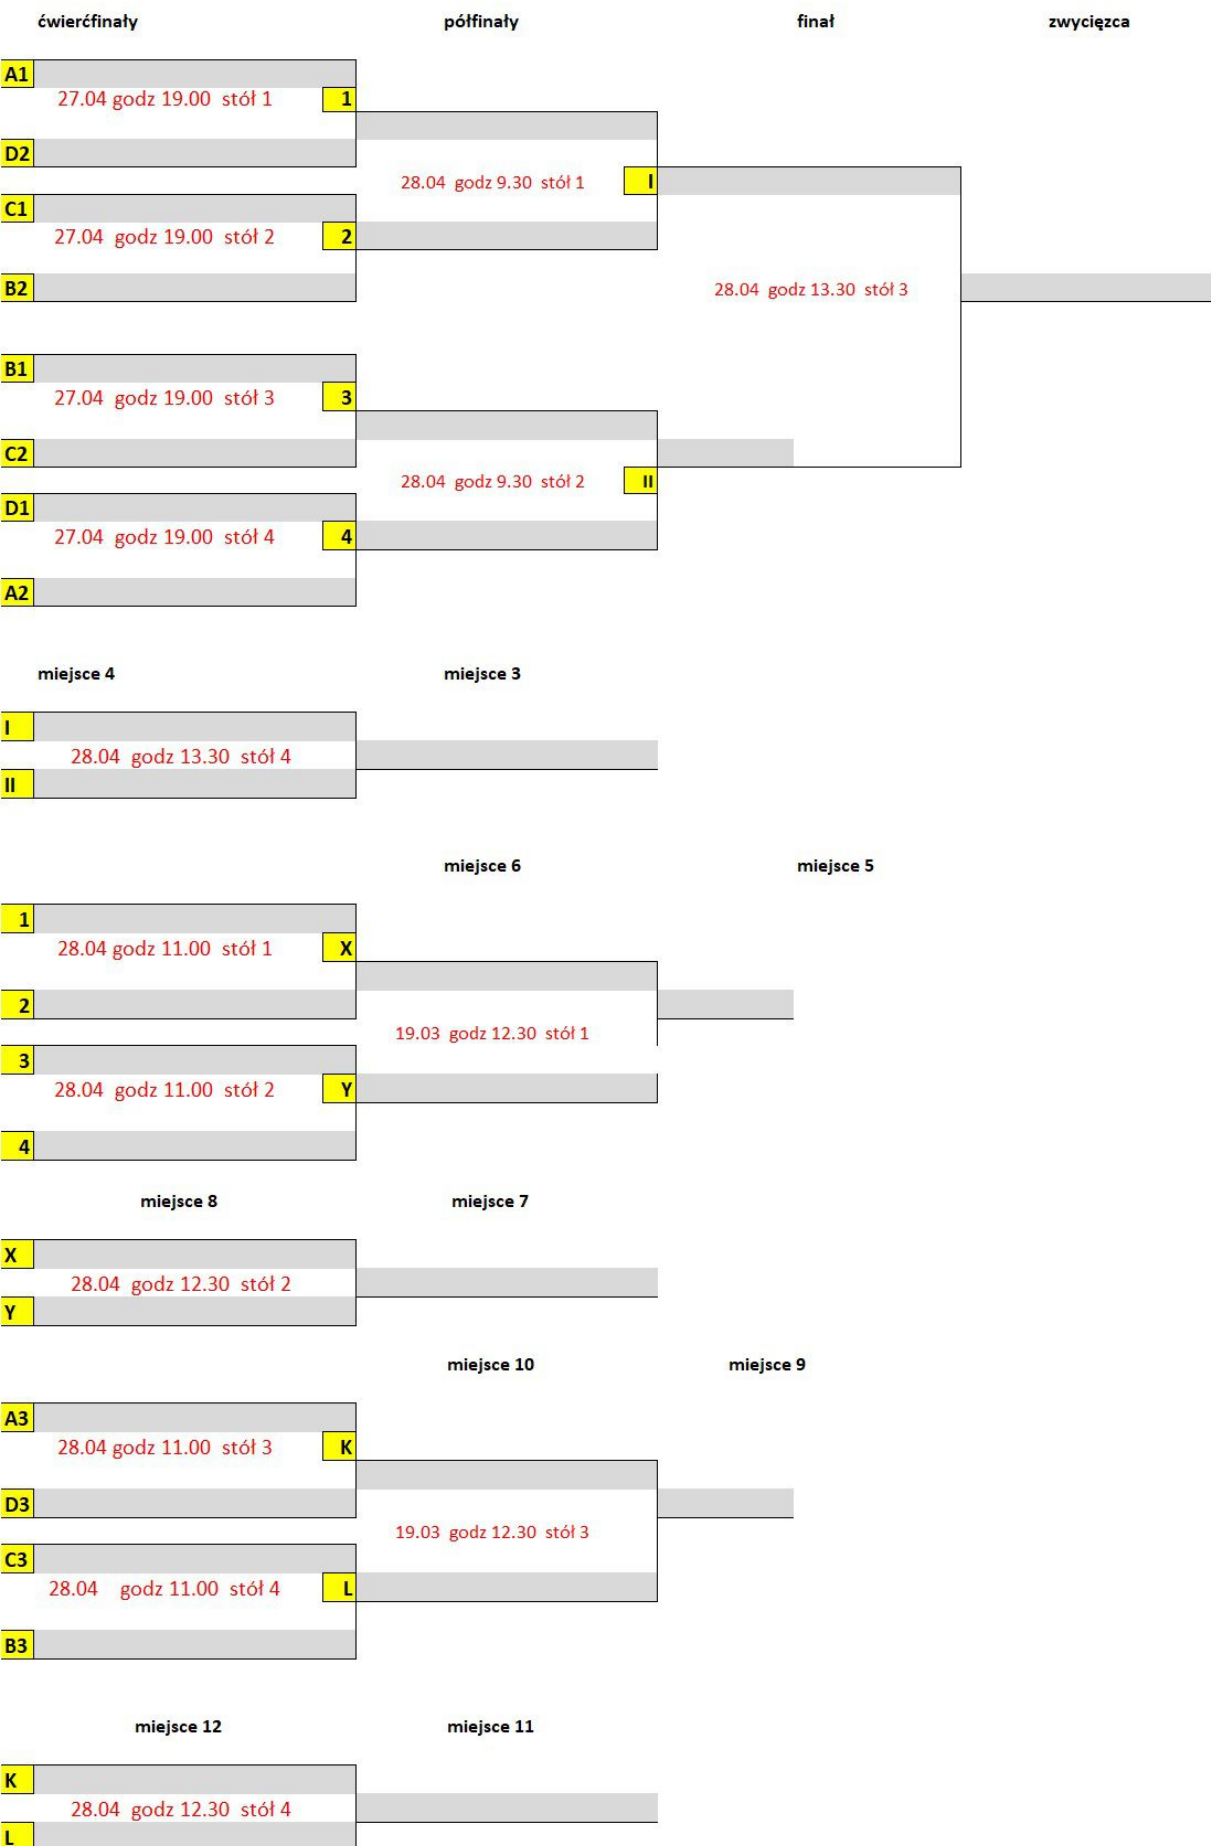 ćwierćfinały półfinały finał zwycięzca
A1
27.04 godz 19.00 stół 1 1
D2
28.04 godz 9.30 stół 1 I
C1
27.04 godz 19.00 stół 2 2
B2
28.04 godz 13.30 stół 3
B1
27.04 godz 19.00 stół 3 3
C2
28.04 godz 9.30 stół 2 II
D1
27.04 godz 19.00 stół 4 4
A2
miejsce 4 miejsce 3
I
28.04 godz 13.30 stół 4
II
miejsce 6 miejsce 5
1
28.04 godz 11.00 stół 1 X
2
19.03 godz 12.30 stół 1
3
28.04 godz 11.00 stół 2 Y
4
miejsce 8 miejsce 7
X
28.04 godz 12.30 stół 2
Y
miejsce 10 miejsce 9
A3
28.04 godz 11.00 stół 3 K
D3
19.03 godz 12.30 stół 3
C3
28.04 godz 11.00 stół 4 L
B3
miejsce 12 miejsce 11
K
28.04 godz 12.30 stół 4
L